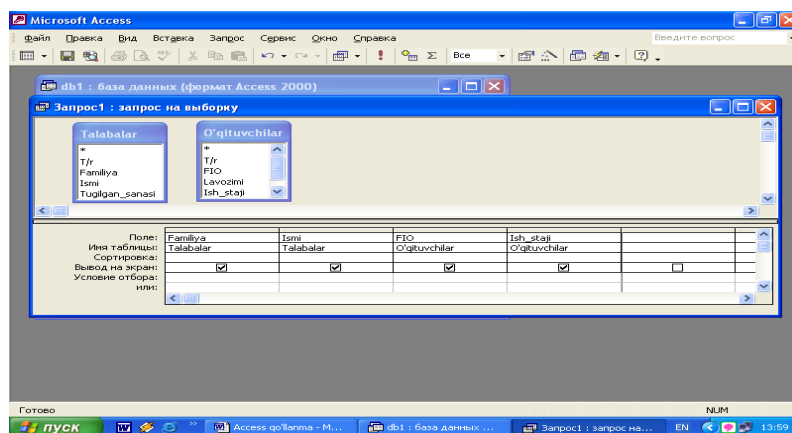 Microsoft Access
Файл Правка Вид Вставка Запрос Сервис Окно Справка Введите вопрос
Все
db1 : база данных (формат Access 2000)
Запрос1 : запрос на выборку
Talabalar O'qituvchilar
* *
T/r T/r
Familiya FIO
Ismi Lavozimi
Tugilgan_sanasi Ish_staji
Поле: Familiya Ismi FIO Ish_staji
Имя таблицы: Talabalar Talabalar O'qituvchilar O'qituvchilar
Сортировка:
Вывод на экран:
Условие отбора:
или:
Готово NUM
пуск Access qo'llanma - M... db1 : база данных ... Запрос1 : запрос на... EN 13:59